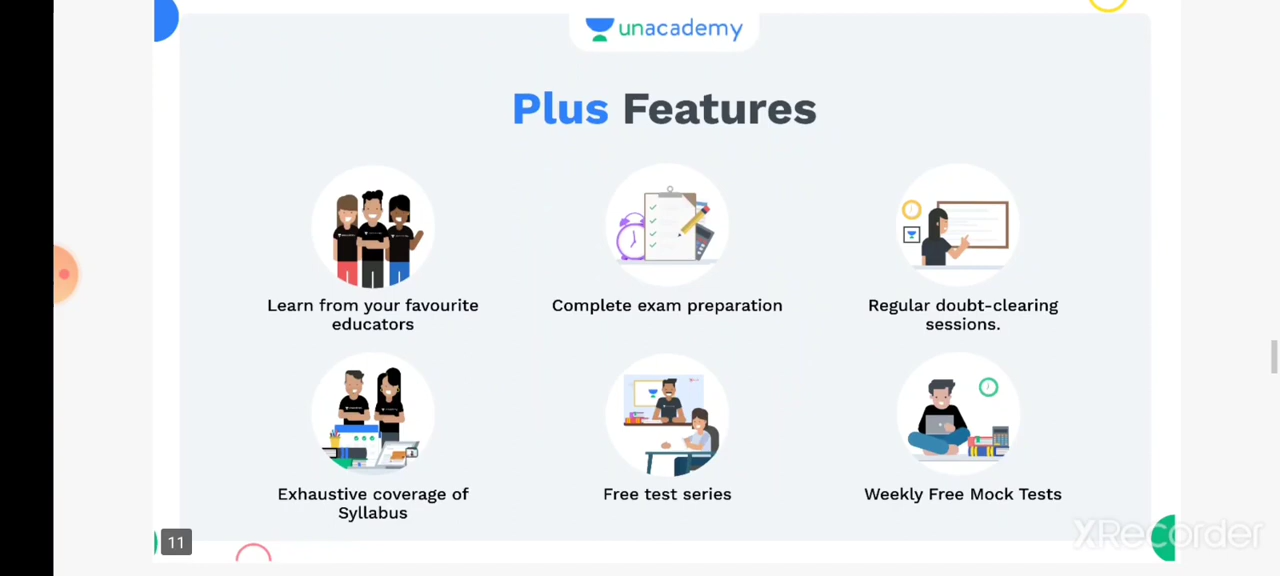 unacademy
Plus Features
Learn from your favourite
educators
Complete exam preparation
Regular doubt-clearing
sessions.
Exhaustive coverage of
Syllabus
Free test series
Weekly Free Mock Tests
11
XRecorder